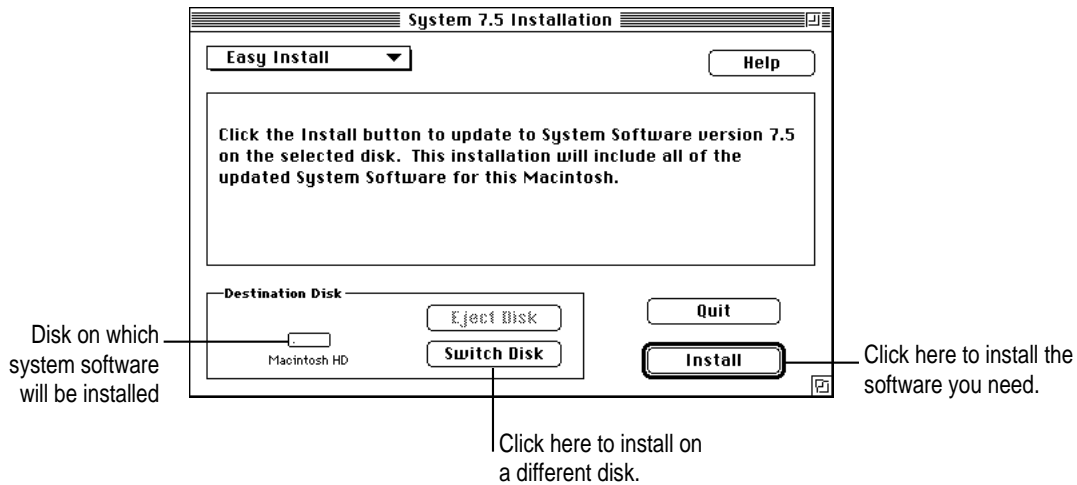 System 7.5 Installation
Easy Install
Help
Click the Install button to update to System Software version 7.5
on the selected disk. This installation will include all of the
updated System Software for this Macintosh.
Destination Disk
Eject Disk
Quit
Macintosh HD
Switch Disk
Install
Disk on which
system software
will be installed
Click here to install the
software you need.
Click here to install on
a different disk.